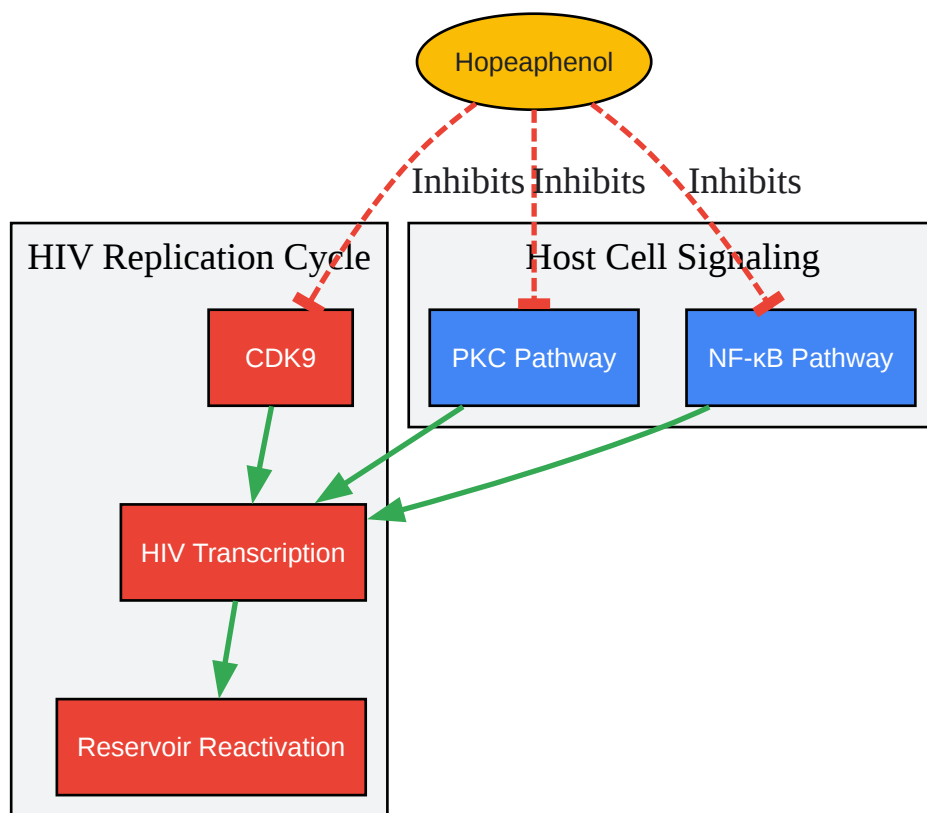 Hopeaphenol
Inhibits Inhibits Inhibits
HIV Replication Cycle
Host Cell Signaling
CDK9
PKC Pathway
NF-κB Pathway
HIV Transcription
Reservoir Reactivation